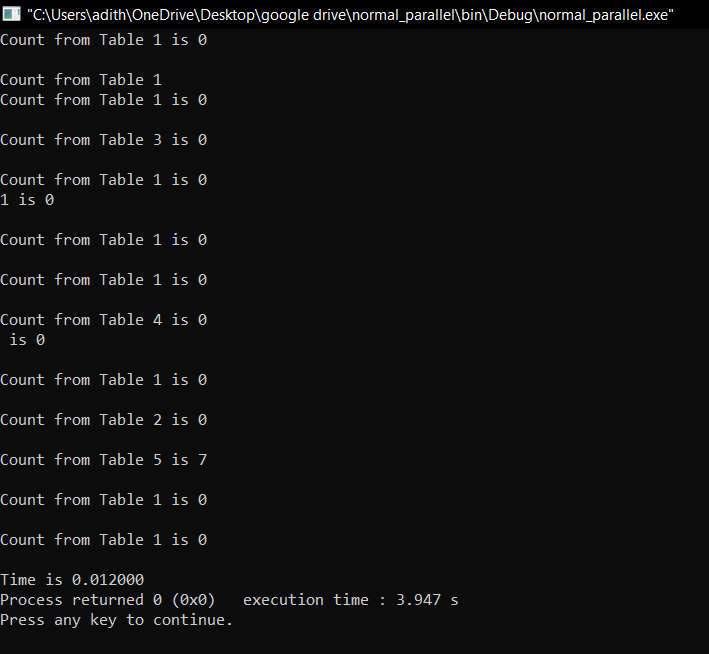 "C:\Users\adith\OneDrive\Desktop\google drive\normal_parallel\bin\Debug\normal_parallel.exe"
Count from Table 1 is 0
Count from Table 1
Count from Table 1 is 0
Count from Table 3 is 0
Count from Table 1 is 0
1 is 0
Count from Table 1 is 0
Count from Table 1 is 0
Count from Table 4 is 0
is 0
Count from Table 1 is 0
Count from Table 2 is 0
Count from Table 5 is 7
Count from Table 1 is 0
Count from Table 1 is 0
Time is 0.012000
Process returned 0 (0x0)   execution time : 3.947 s
Press any key to continue.